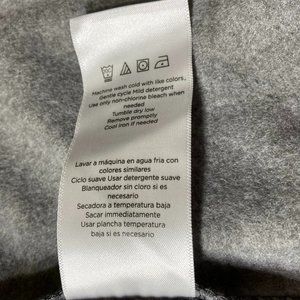 Machine wash cold with like colors.
Gentle cycle Mild detergent
Use only non-chlorine bleach when
needed
Tumble dry low
Remove promptly
Cool iron if needed
Lavar a máquina en agua fria con
colores similares
Ciclo suave Usar detergente suave
Blanqueador sin cloro si es
necesario
Secadora a temperatura baja
Sacar immediatamente
Usar plancha temperatura
baja si es necesario